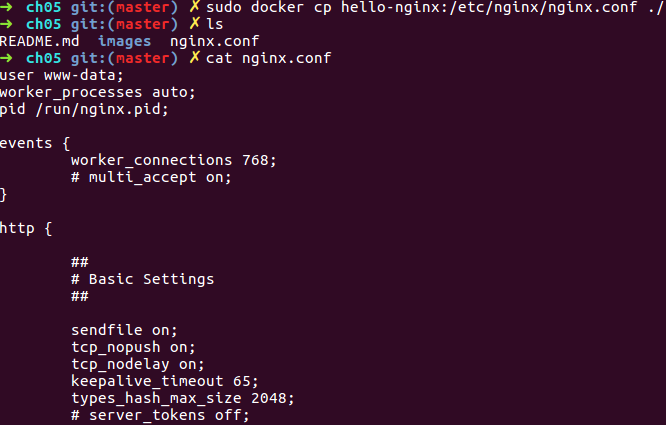 ➜ ch05 git:(master) ✗ sudo docker cp hello-nginx:/etc/nginx/nginx.conf ./
➜ ch05 git:(master) ✗ ls
README.md images nginx.conf
➜ ch05 git:(master) ✗ cat nginx.conf
user www-data;
worker_processes auto;
pid /run/nginx.pid;
events {
worker_connections 768;
# multi_accept on;
}
http {
##
# Basic Settings
##
sendfile on;
tcp_nopush on;
tcp_nodelay on;
keepalive_timeout 65;
types_hash_max_size 2048;
# server_tokens off;